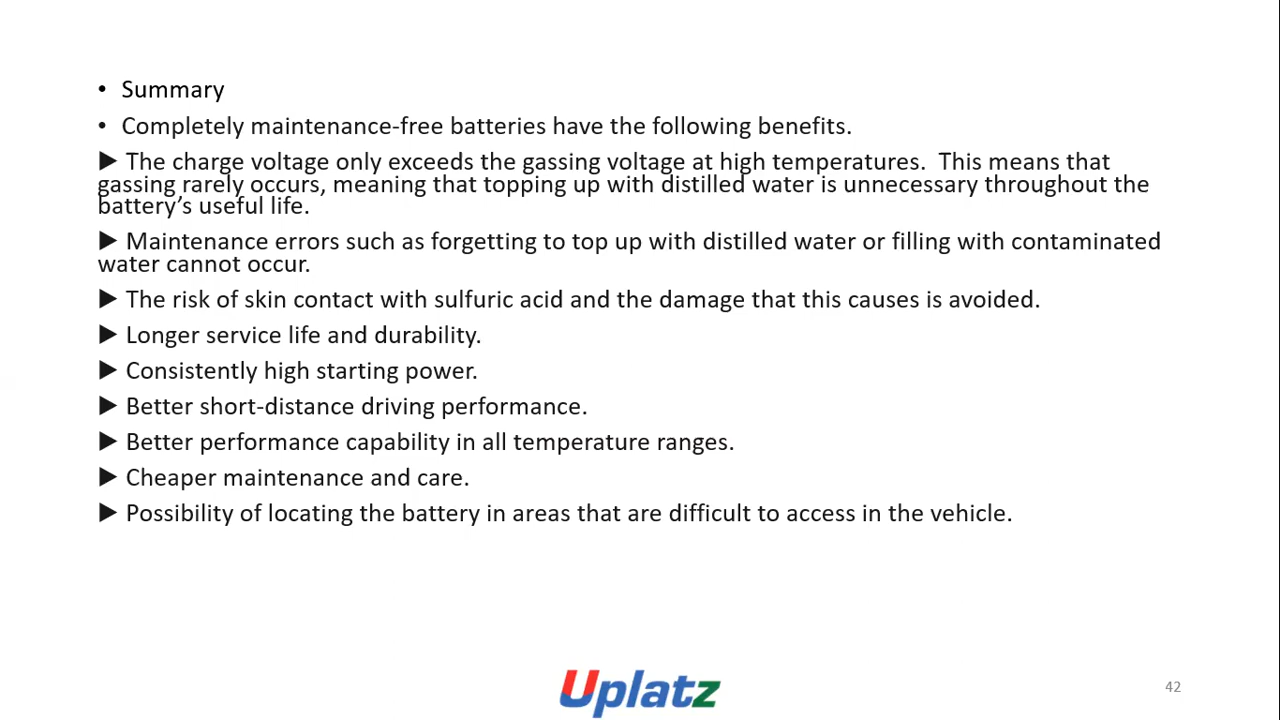 • Summary
• Completely maintenance-free batteries have the following benefits.
▶ The charge voltage only exceeds the gassing voltage at high temperatures.  This means that
gassing rarely occurs, meaning that topping up with distilled water is unnecessary throughout the
battery’s useful life.
▶ Maintenance errors such as forgetting to top up with distilled water or filling with contaminated
water cannot occur.
▶ The risk of skin contact with sulfuric acid and the damage that this causes is avoided.
▶ Longer service life and durability.
▶ Consistently high starting power.
▶ Better short-distance driving performance.
▶ Better performance capability in all temperature ranges.
▶ Cheaper maintenance and care.
▶ Possibility of locating the battery in areas that are difficult to access in the vehicle.
Uplatz
42